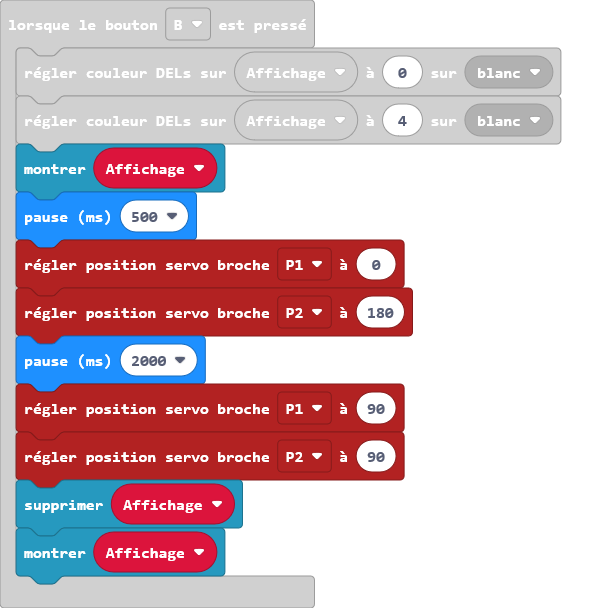 lorsque le bouton B est pressé
régler couleur DELs sur Affichage à 0 sur blanc
régler couleur DELs sur Affichage à 4 sur blanc
montrer Affichage
pause (ms) 500
régler position servo broche P1 à 0
régler position servo broche P2 à 180
pause (ms) 2000
régler position servo broche P1 à 90
régler position servo broche P2 à 90
supprimer Affichage
montrer Affichage